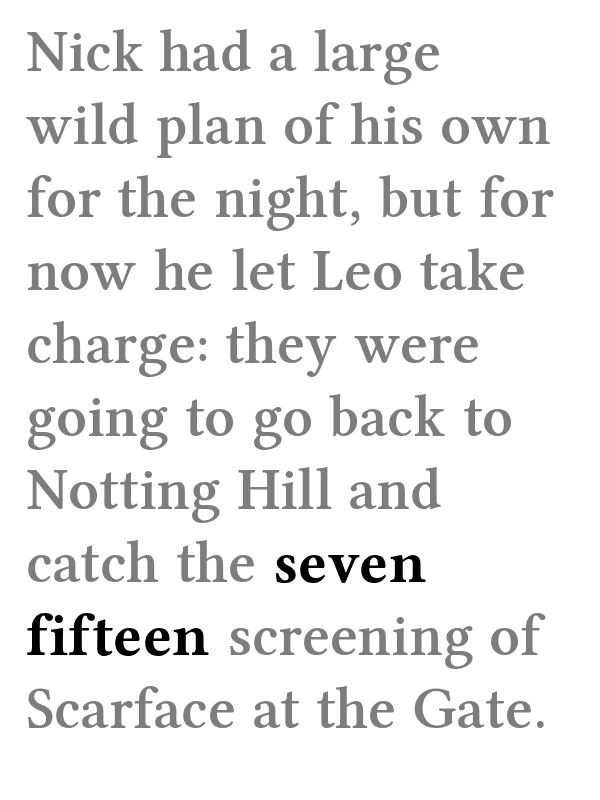 Nick had a large
wild plan of his own
for the night, but for
now he let Leo take
charge: they were
going to go back to
Notting Hill and
catch the seven
fifteen screening of
Scarface at the Gate.